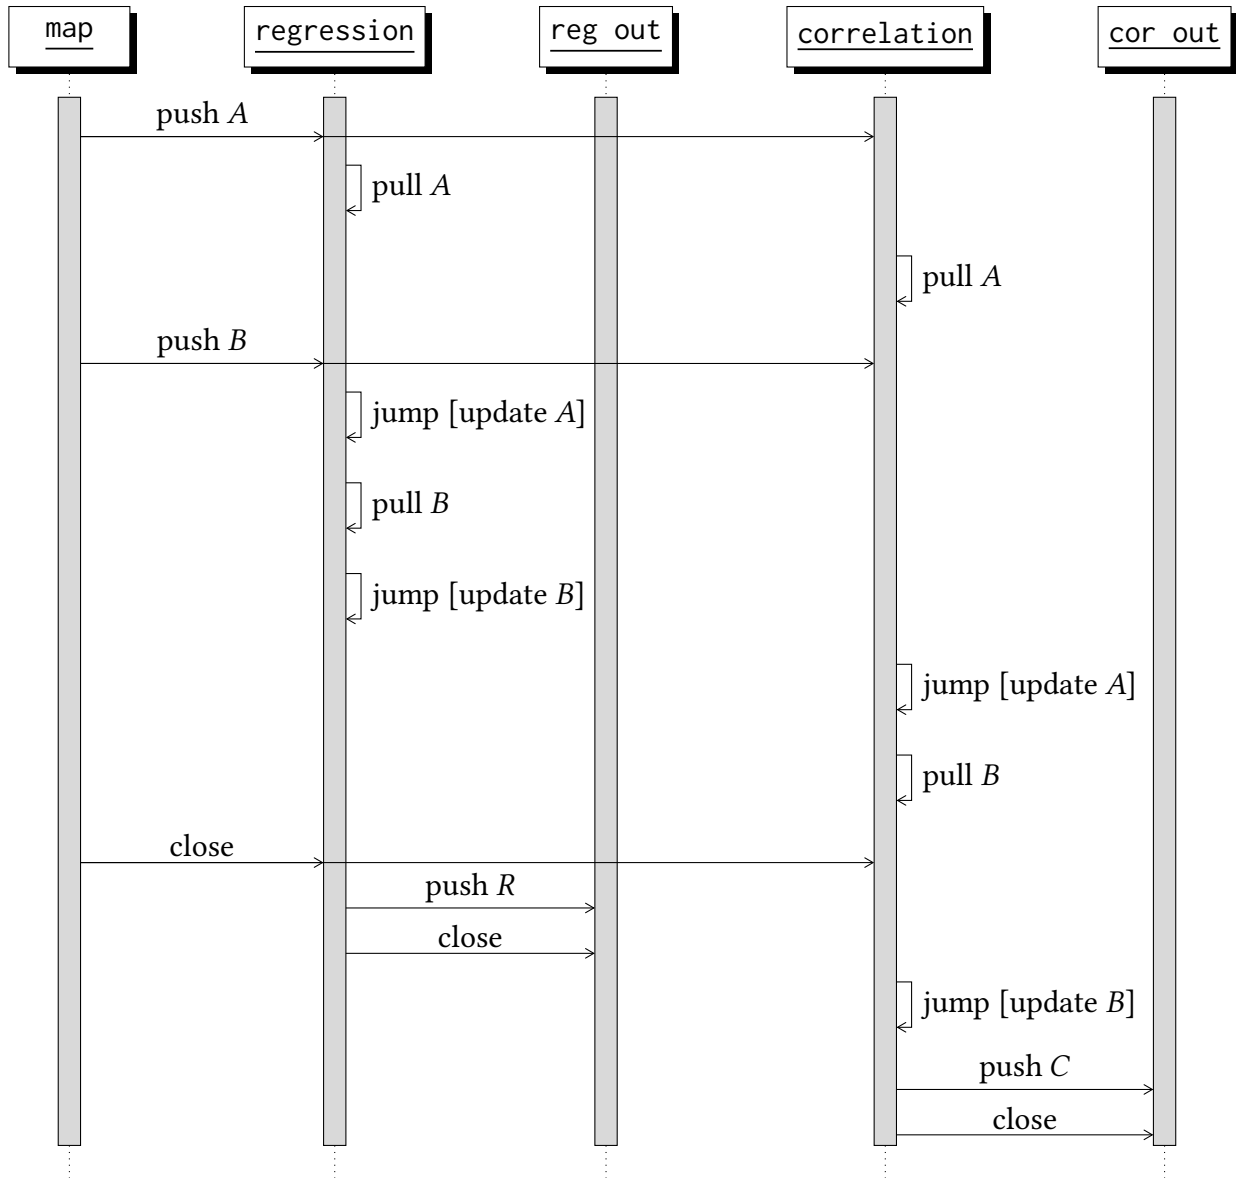 map regression reg out correlation cor out
push A
pull A
pull A
push B
jump [update A]
pull B
jump [update B]
jump [update A]
pull B
close
push R
close
jump [update B]
push C
close